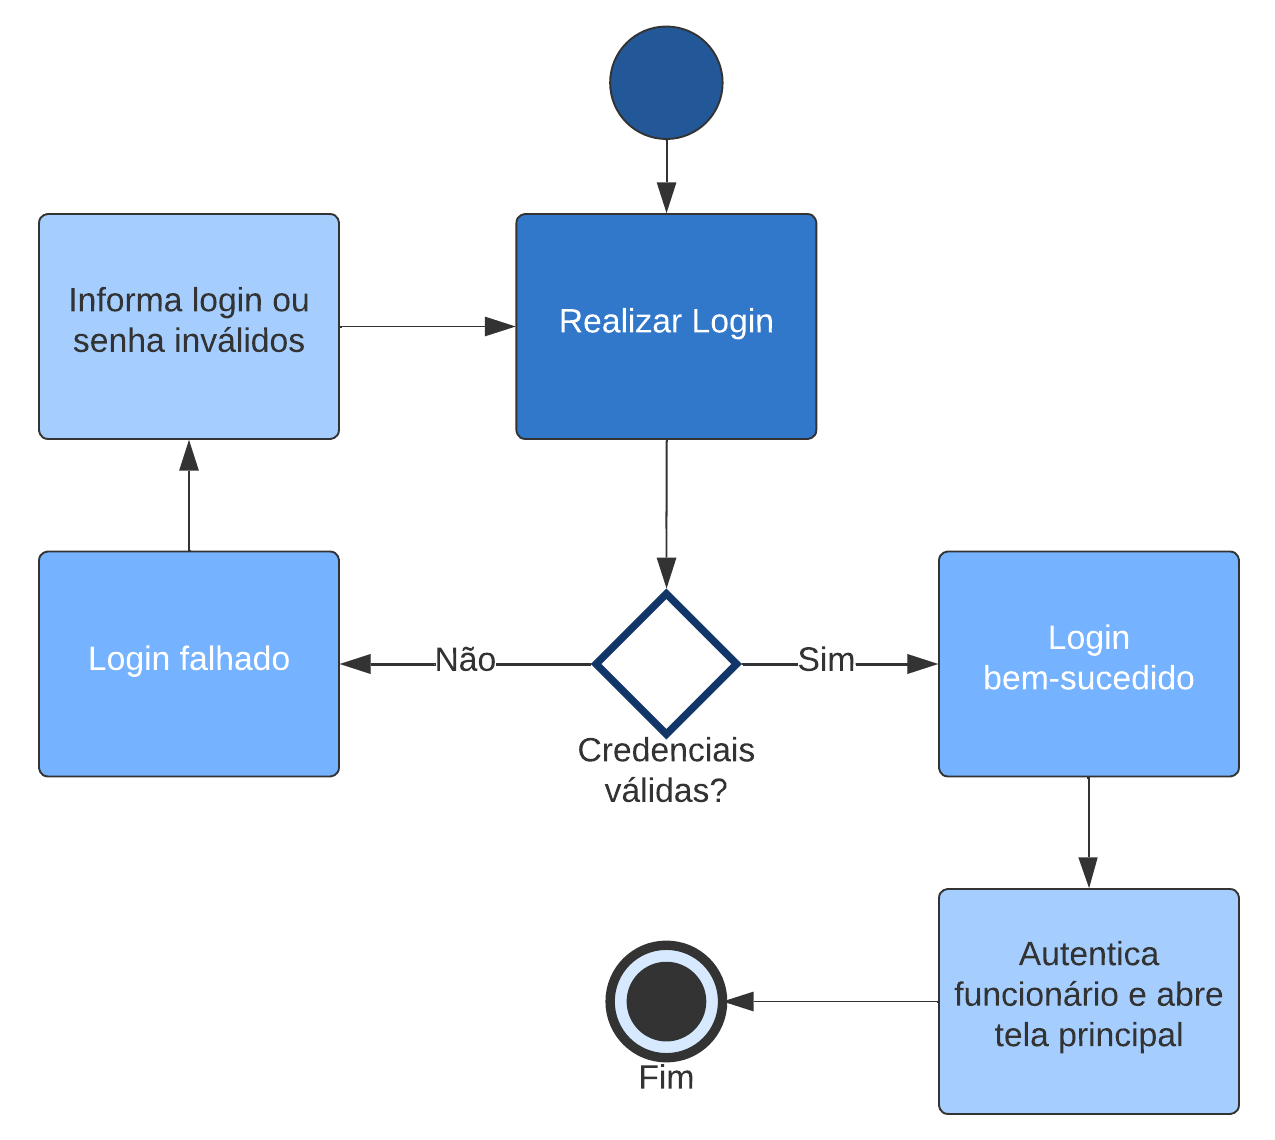 Informa login ou
senha inválidos
Realizar Login
Login falhado
Não
Sim
Login
bem-sucedido
Credenciais
válidas?
Autentica
funcionário e abre
tela principal
Fim